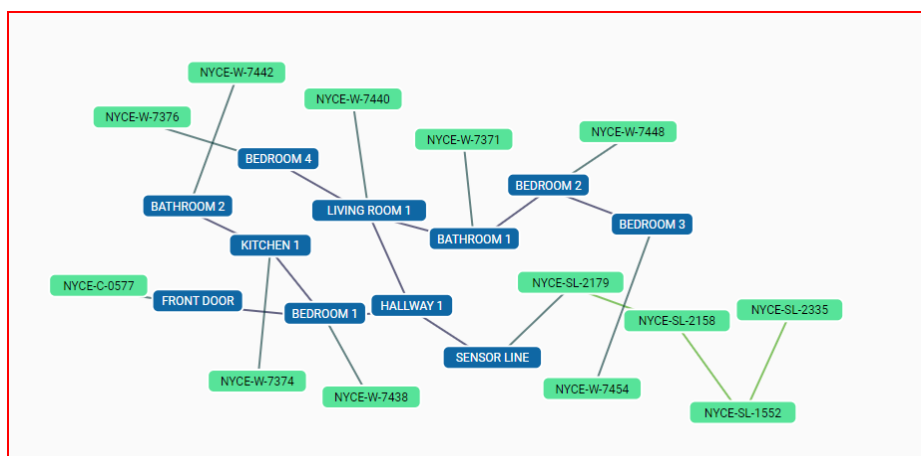 NYCE-W-7442
NYCE-W-7440
NYCE-W-7376
NYCE-W-7448
NYCE-W-7371
BEDROOM 4
BEDROOM 2
BATHROOM 2
LIVING ROOM 1
BEDROOM 3
BATHROOM 1
KITCHEN 1
NYCE-SL-2179
NYCE-C-0577
FRONT DOOR
HALLWAY 1
NYCE-SL-2335
BEDROOM 1
NYCE-SL-2158
SENSOR LINE
NYCE-W-7374
NYCE-W-7454
NYCE-W-7438
NYCE-SL-1552